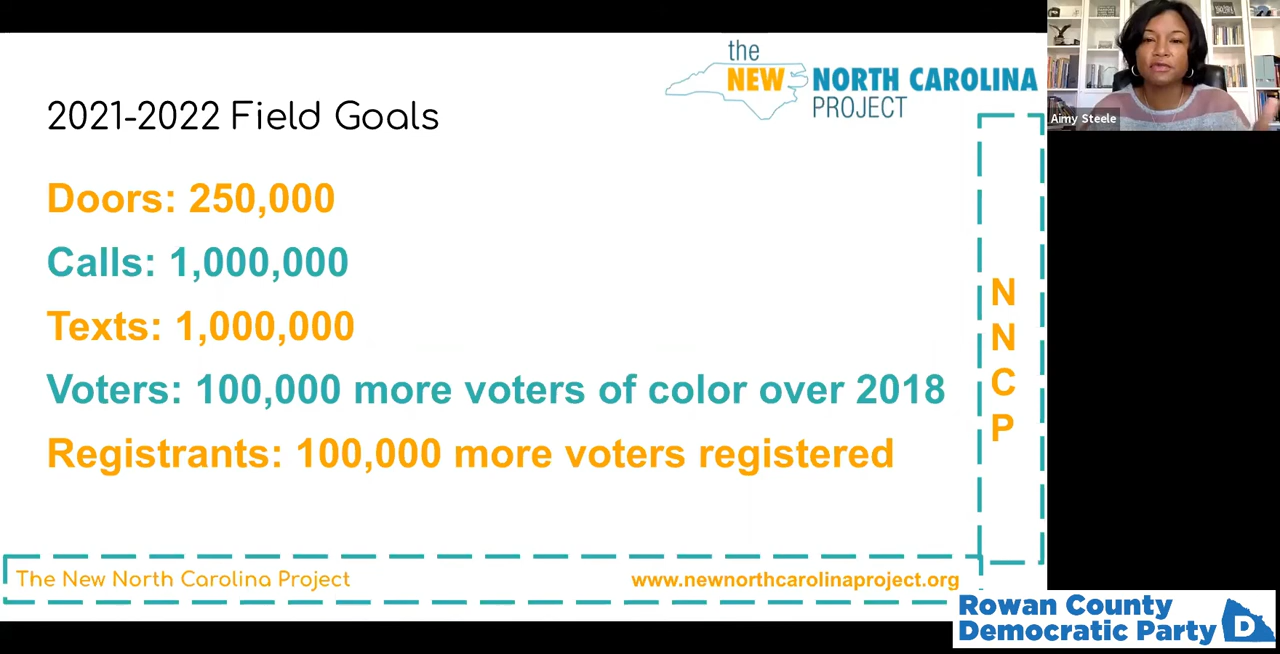 the
NEW NORTH CAROLINA
PROJECT
Aimy Steele
2021-2022 Field Goals
Doors: 250,000
Calls: 1,000,000
Texts: 1,000,000
Voters: 100,000 more voters of color over 2018
Registrants: 100,000 more voters registered
N
N
C
P
The New North Carolina Project
www.newnorthcarolinaproject.org
Rowan County
Democratic Party D